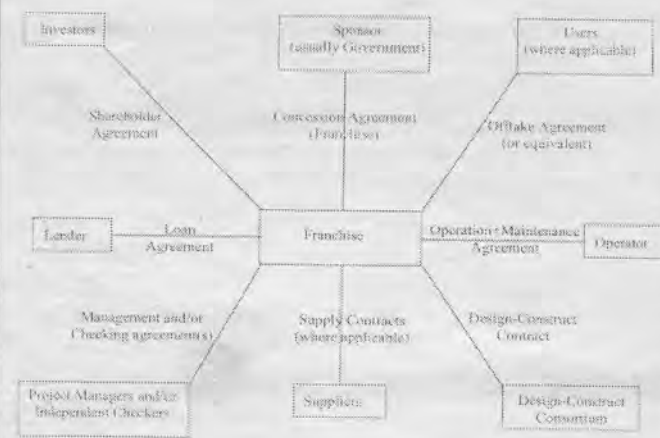 Investors
Sponsor
(usually Government)
Users
(where applicable)
Shareholder
Agreement
Concession Agreement
(Franchise)
Offtake Agreement
(or equivalent)
Lender
Loan
Agreement
Franchise
Operation+Maintenance
Agreement
Operator
Management and/or
Checking agreement(s)
Supply Contracts
(where applicable)
Design-Construct
Contract
Project Managers and/or
Independent Checkers
Suppliers
Design-Construct
Consortium